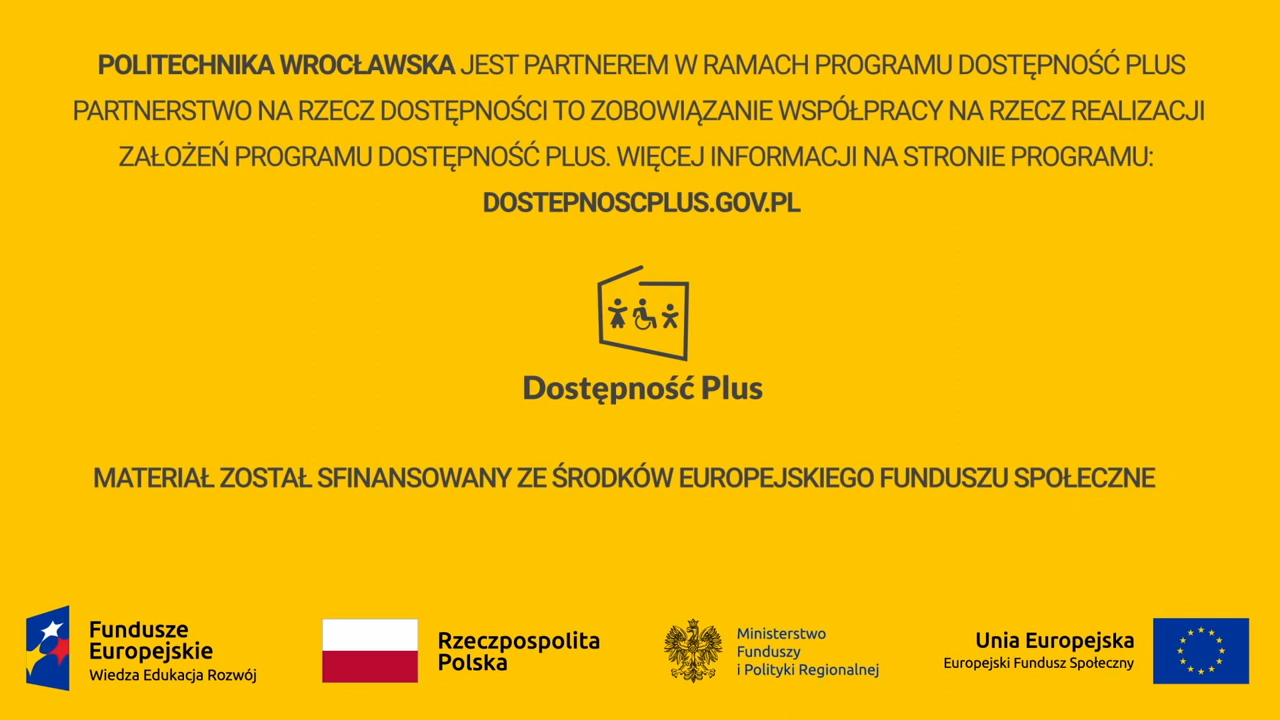 POLITECHNIKA WROCŁAWSKA JEST PARTNEREM W RAMACH PROGRAMU DOSTĘPNOŚĆ PLUS
PARTNERSTWO NA RZECZ DOSTĘPNOŚCI TO ZOBOWIĄZANIE WSPÓŁPRACY NA RZECZ REALIZACJI
ZAŁOŻEŃ PROGRAMU DOSTĘPNOŚĆ PLUS. WIĘCEJ INFORMACJI NA STRONIE PROGRAMU:
DOSTEPNOSCPLUS.GOV.PL
Dostępność Plus
MATERIAŁ ZOSTAŁ SFINANSOWANY ZE ŚRODKÓW EUROPEJSKIEGO FUNDUSZU SPOŁECZNE
Fundusze
Europejskie
Wiedza Edukacja Rozwój
Rzeczpospolita
Polska
Ministerstwo
Funduszy
i Polityki Regionalnej
Unia Europejska
Europejski Fundusz Społeczny